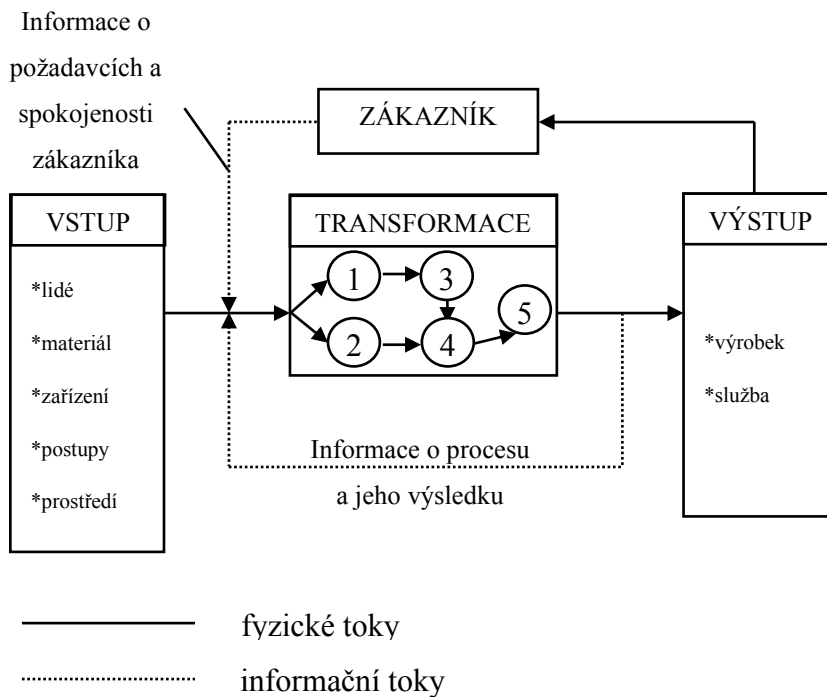 Informace o
požadavcích a
spokojenosti
zákazníka
ZÁKAZNÍK
VSTUP
*lidé
*materiál
*zařízení
*postupy
*prostředí
TRANSFORMACE
1
3
5
2
4
VÝSTUP
*výrobek
*služba
Informace o procesu
a jeho výsledku
fyzické toky
informační toky